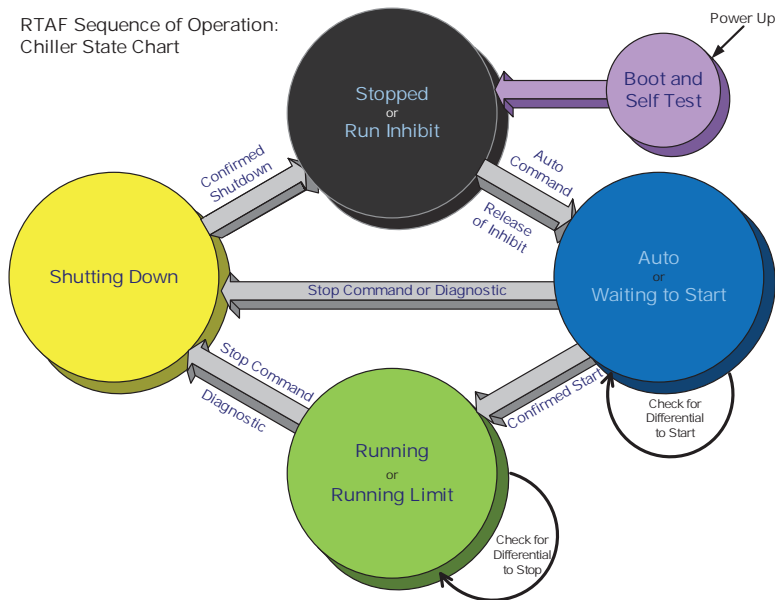 RTAF Sequence of Operation:
Chiller State Chart
Power Up
Boot and
Self Test
Stopped
or
Run Inhibit
Confirmed
Shutdown
Auto
Command
Release
of Inhibit
Shutting Down
Stop Command or Diagnostic
Auto
or
Waiting to Start
Stop Command
Diagnostic
Confirmed Start
Check for
Differential
to Start
Running
or
Running Limit
Check for
Differential
to Stop